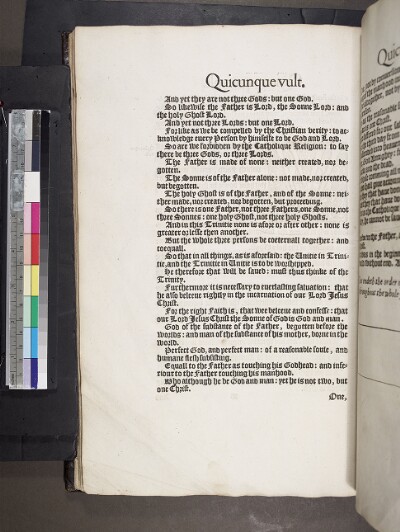 Quicunque vult.
And yet they are not three Gods: but one God.
So likewise the Father is Lord, the Sonne Lord: and
the holy Ghost Lord.
And yet not three Lords: but one Lord.
For like as we be compelled by the Christian verity: to ac-
knowledge every Person by himselfe to be God and Lord.
So are we forbidden by the Catholique Religion: to say
there be three Gods, or three Lords.
The Father is made of none: neither created, nor be-
gotten.
The Sonne is of the Father alone: not made, nor created,
but begotten.
The holy Ghost is of the Father, and of the Sonne: nei-
ther made, nor created, nor begotten, but proceeding.
So there is one Father, not three Fathers, one Sonne, not
three Sonnes: one holy Ghost, not three holy Ghosts.
And in this Trinitie none is afore or after other: none is
greater or lesse then another.
But the whole three persons be coeternall together: and
coequall.
So that in all things, as is aforesaid: the Unitie in Trini-
tie, and the Trinitie in Unitie is to be worshipped.
He therefore that will be saved: must thus thinke of the
Trinity.
Furthermore it is necessary to everlasting salvation: that
he also beleeve rightly in the incarnation of our Lord Jesus
Christ.
For the right Faith is, that wee beleeve and confesse: that
our Lord Jesus Christ the Sonne of God is God and man.
God of the substance of the Father, begotten before the
worlds: and man of the substance of his mother, borne in the
world.
Perfect God, and perfect man: of a reasonable soule, and
humane flesh subsisting.
Equall to the Father as touching his Godhead: and infe-
riour to the Father touching his manhood.
Who although he be God and man: yet he is not two, but
one Christ.
One,